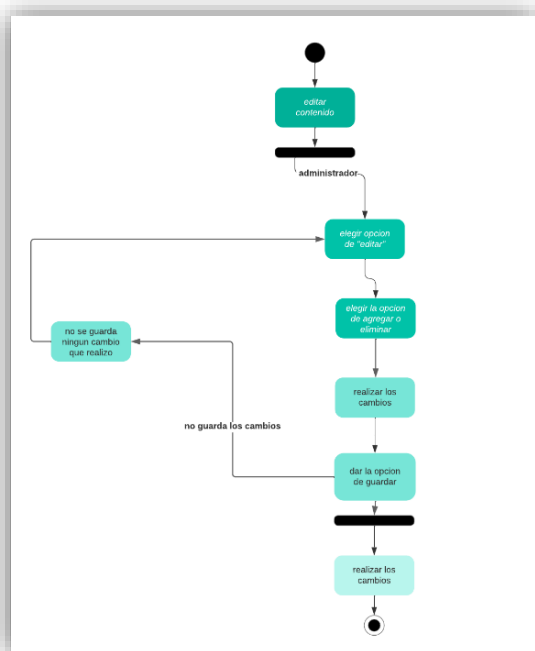 editar
contenido
administrador
elegir opcion
de "editar"
elegir la opcion
de agregar o
eliminar
no se guarda
ningun cambio
que realizo
realizar los
cambios
no guarda los cambios
dar la opcion
de guardar
realizar los
cambios